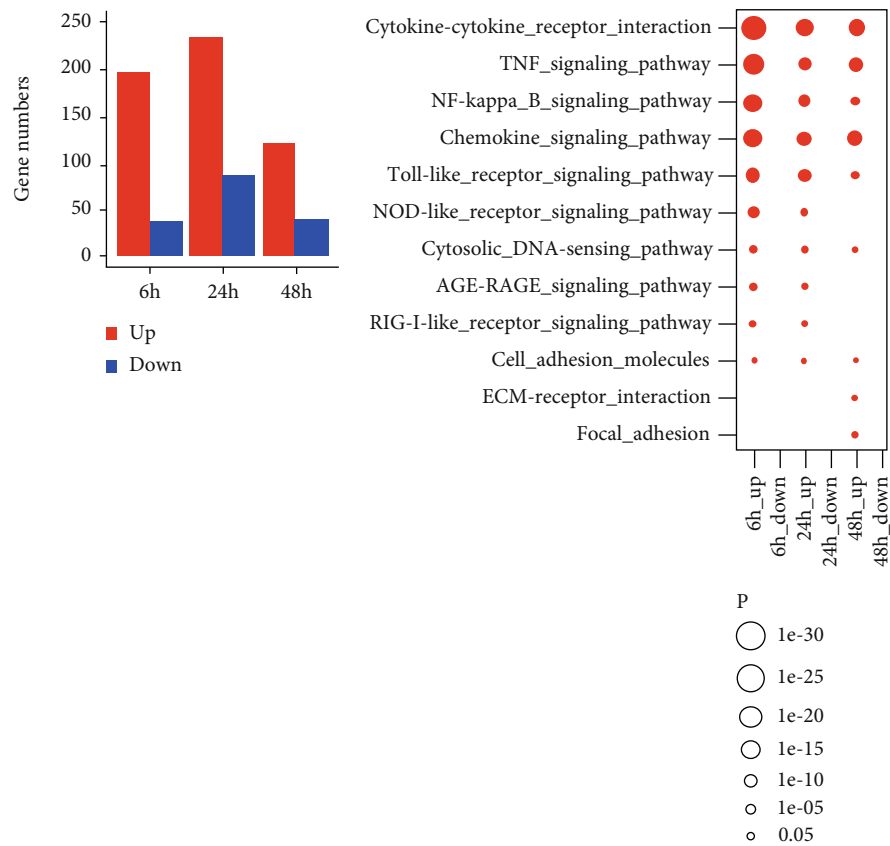 Gene numbers
250
200
150
100
50
0
6h
24h
48h
Up
Down
Cytokine-cytokine_receptor_interaction
TNF_signaling_pathway
NF-kappa_B_signaling_pathway
Chemokine_signaling_pathway
Toll-like_receptor_signaling_pathway
NOD-like_receptor_signaling_pathway
Cytosolic_DNA-sensing_pathway
AGE-RAGE_signaling_pathway
RIG-I-like_receptor_signaling_pathway
Cell_adhesion_molecules
ECM-receptor_interaction
Focal_adhesion
6h_up
6h_down
24h_up
24h_down
48h_up
48h_down
P
1e-30
1e-25
1e-20
1e-15
1e-10
1e-05
0.05